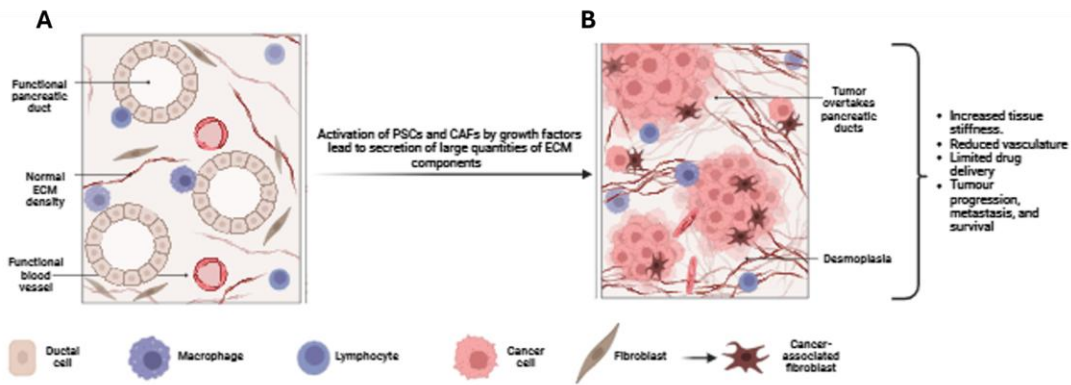 A
B
Functional
pancreatic
duct
Normal
ECM
density
Functional
blood
vessel
Activation of PSCs and CAFs by growth factors
lead to secretion of large quantities of ECM
components
Tumor
overtakes
pancreatic
ducts
Desmoplasia
• Increased tissue
stiffness.
• Reduced vasculature
• Limited drug
delivery
• Tumour
progression,
metastasis, and
survival
Ductal
cell
Macrophage
Lymphocyte
Cancer
cell
Fibroblast
Cancer-
associated
fibroblast